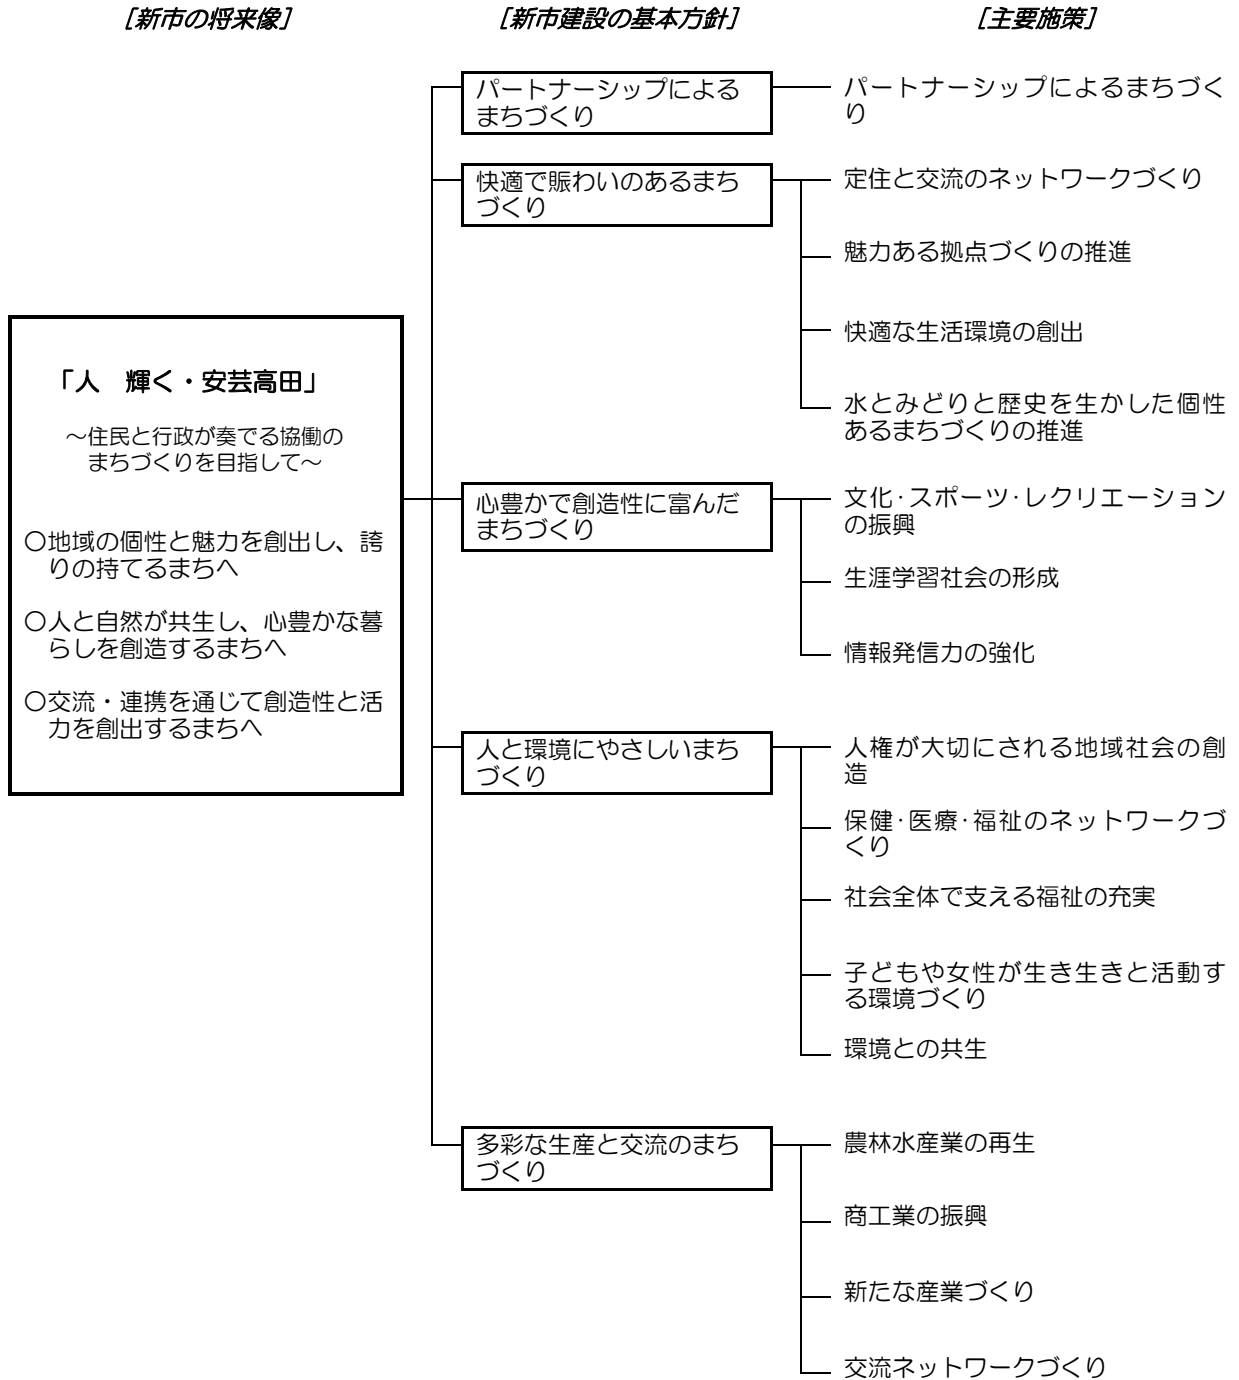 ［新市の将来像］
［新市建設の基本方針］
［主要施策］
「人　輝く・安芸高田」
～住民と行政が奏でる協働の
まちづくりを目指して～
〇地域の個性と魅力を創出し、誇
りの持てるまちへ
〇人と自然が共生し、心豊かな暮
らしを創造するまちへ
〇交流・連携を通じて創造性と活
力を創出するまちへ
パートナーシップによる
まちづくり
パートナーシップによるまちづく
り
快適で賑わいのあるまち
づくり
定住と交流のネットワークづくり
魅力ある拠点づくりの推進
快適な生活環境の創出
水とみどりと歴史を生かした個性
あるまちづくりの推進
心豊かで創造性に富んだ
まちづくり
文化・スポーツ・レクリエーション
の振興
生涯学習社会の形成
情報発信力の強化
人と環境にやさしいまち
づくり
人権が大切にされる地域社会の創
造
保健・医療・福祉のネットワークづ
くり
社会全体で支える福祉の充実
子どもや女性が生き生きと活動す
る環境づくり
環境との共生
多彩な生産と交流のまち
づくり
農林水産業の再生
商工業の振興
新たな産業づくり
交流ネットワークづくり